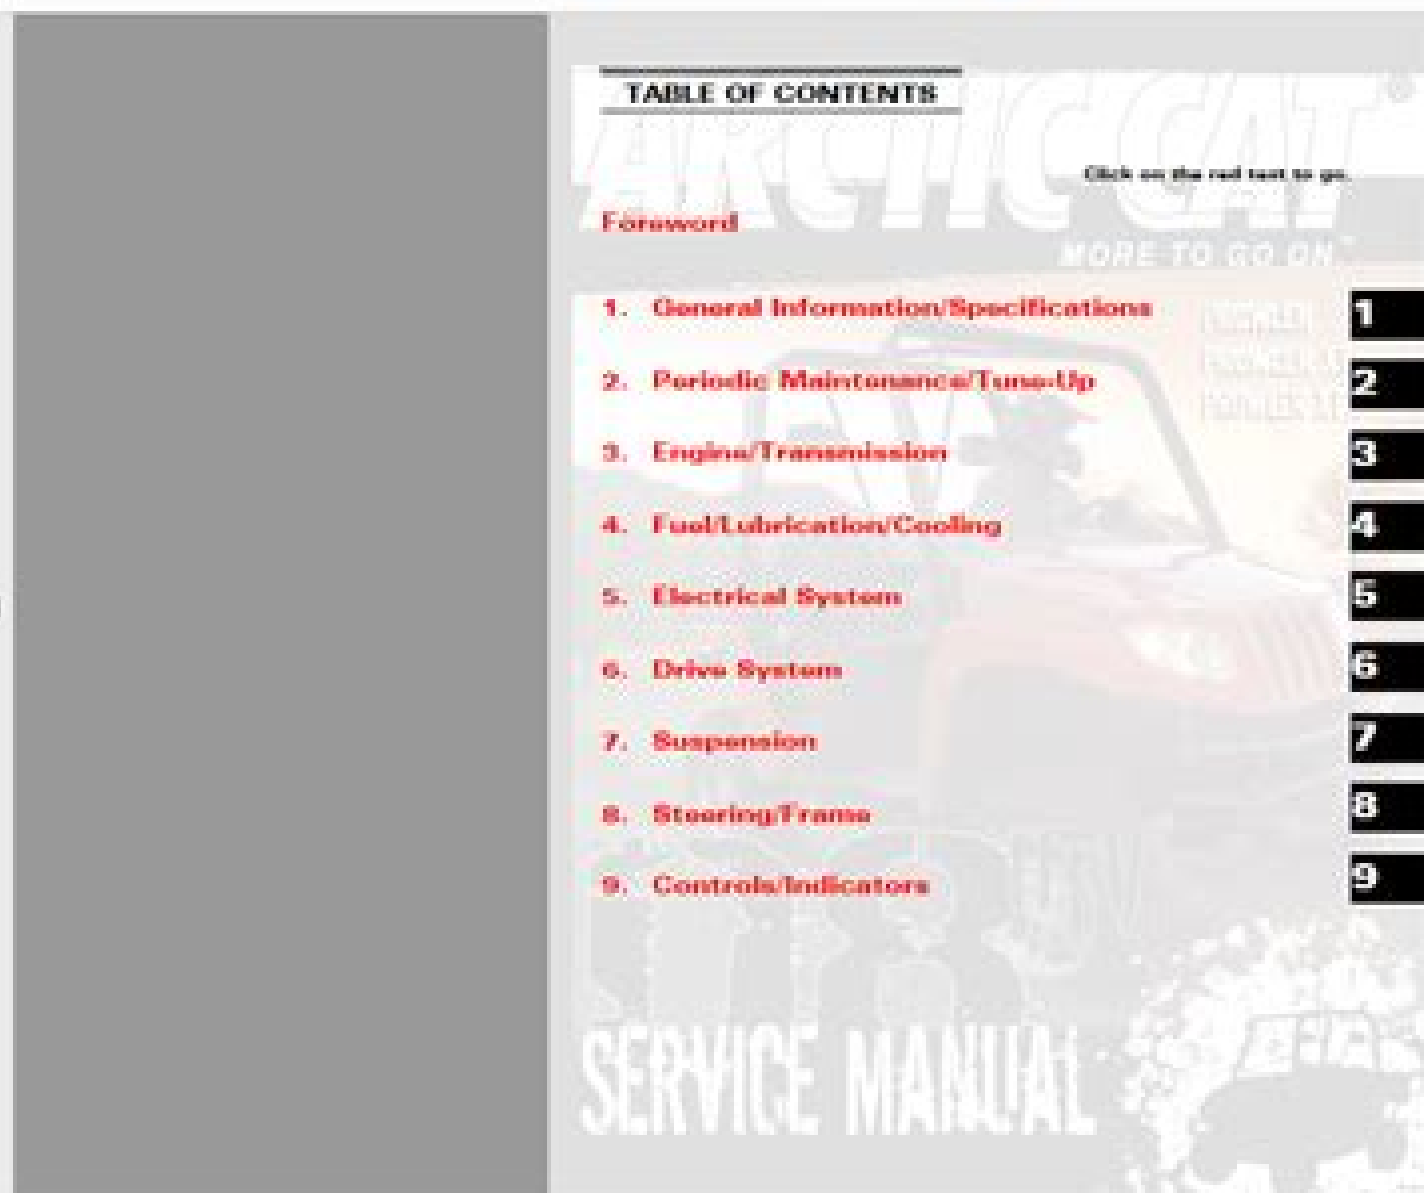 TABLE OF CONTENTS
ARCTIC CAT®
Click on the red text to go.
Foreword
MORE TO GO ON™
1. General Information/Specifications 1
2. Periodic Maintenance/Tune-Up 2
3. Engine/Transmission 3
4. Fuel/Lubrication/Cooling 4
5. Electrical System 5
6. Drive System 6
7. Suspension 7
8. Steering/Frame 8
9. Controls/Indicators 9
SERVICE MANUAL